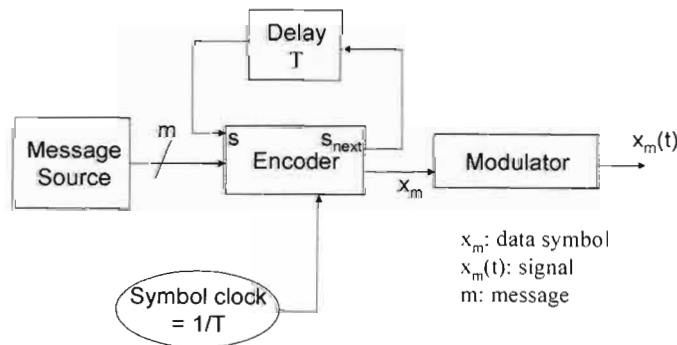 Delay
T
m
s
s_next
x_m(t)
Message
Source
Encoder
Modulator
x_m
x_m: data symbol
x_m(t): signal
m: message
Symbol clock
= 1/T